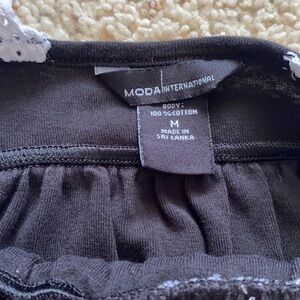 MODA INTERNATIONAL
BODY:
100% COTTON
M
MADE IN
SRI LANKA